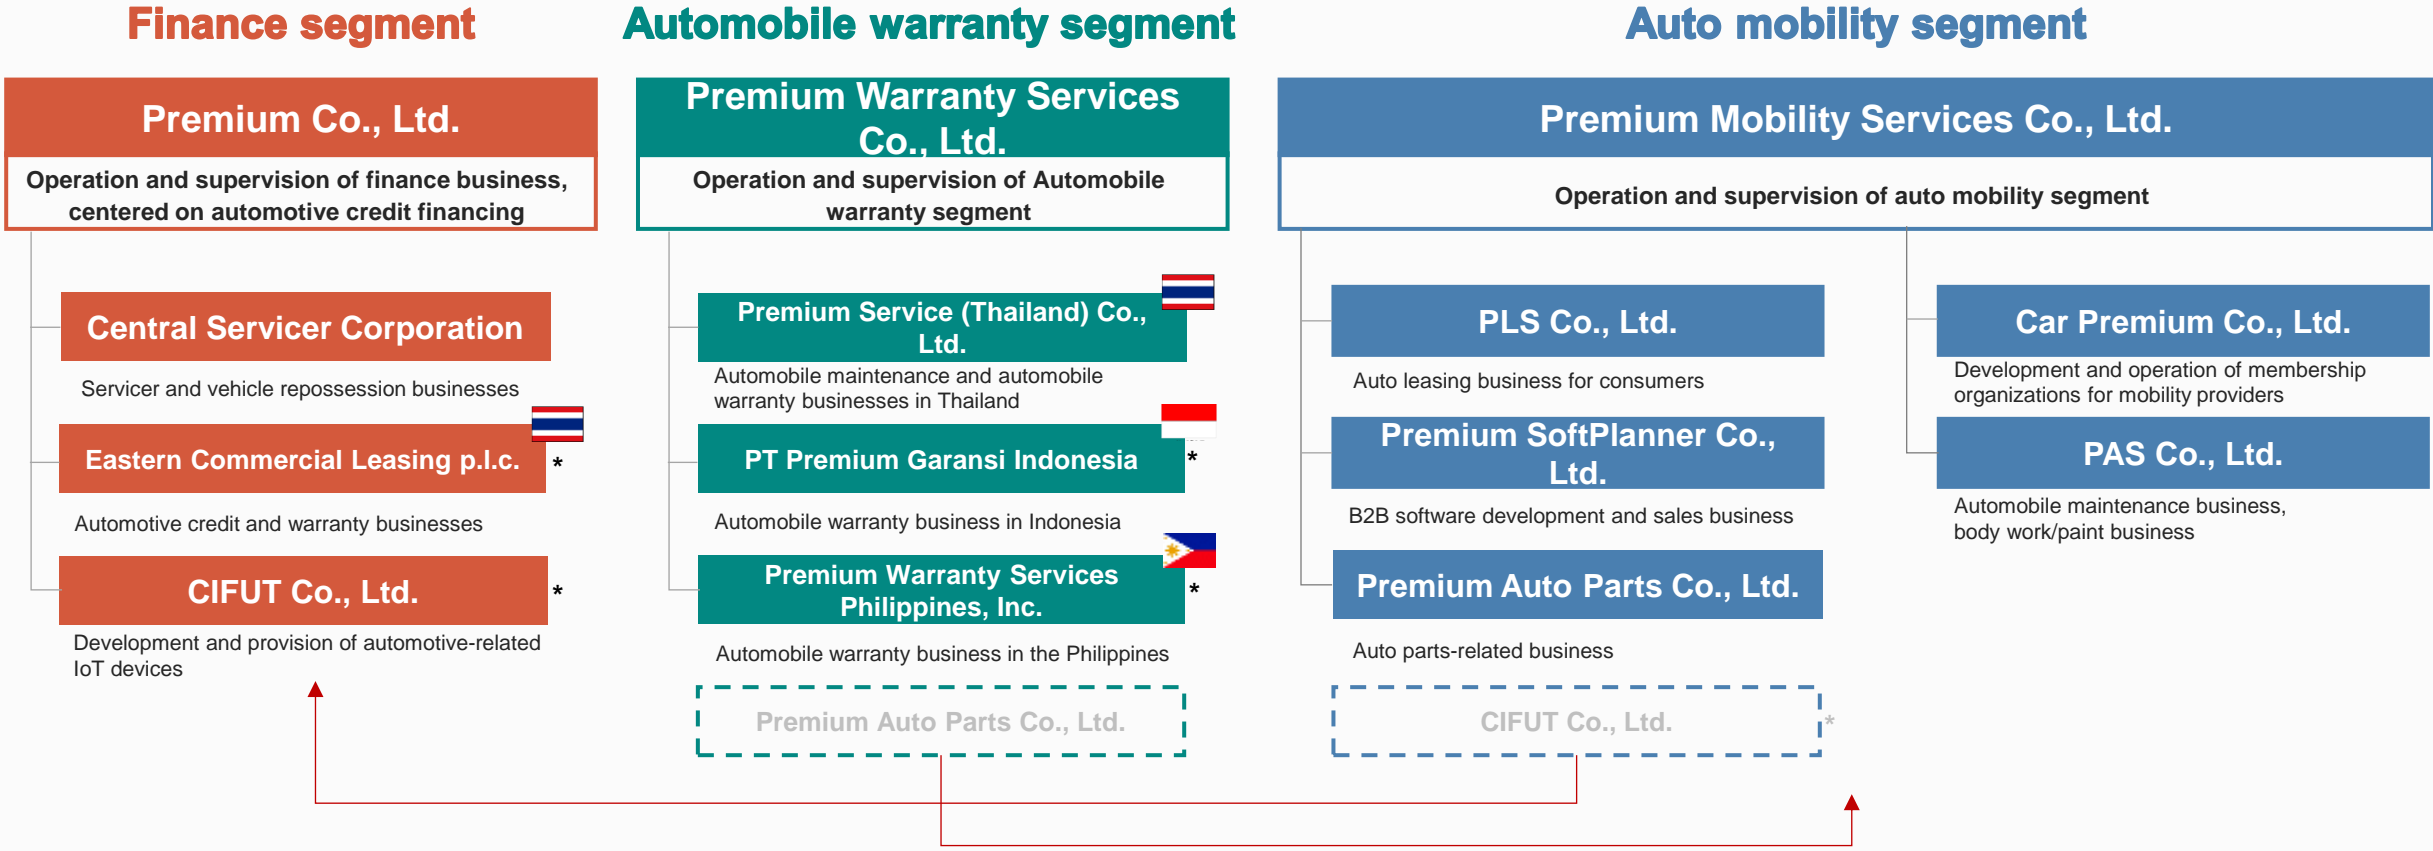 Finance segment
Premium Co., Ltd.
Operation and supervision of finance business,
centered on automotive credit financing
Central Servicer Corporation
Servicer and vehicle repossession businesses
Eastern Commercial Leasing p.l.c.
*
Automotive credit and warranty businesses
CIFUT Co., Ltd.
*
Development and provision of automotive-related
IoT devices
Automobile warranty segment
Premium Warranty Services
Co., Ltd.
Operation and supervision of Automobile
warranty segment
Premium Service (Thailand) Co.,
Ltd.
Automobile maintenance and automobile
warranty businesses in Thailand
PT Premium Garansi Indonesia
*
Automobile warranty business in Indonesia
Premium Warranty Services
Philippines, Inc.
*
Automobile warranty business in the Philippines
Premium Auto Parts Co., Ltd.
Auto mobility segment
Premium Mobility Services Co., Ltd.
Operation and supervision of auto mobility segment
PLS Co., Ltd.
Auto leasing business for consumers
Premium SoftPlanner Co.,
Ltd.
B2B software development and sales business
Premium Auto Parts Co., Ltd.
Auto parts-related business
CIFUT Co., Ltd.
*
Car Premium Co., Ltd.
Development and operation of membership
organizations for mobility providers
PAS Co., Ltd.
Automobile maintenance business,
body work/paint business